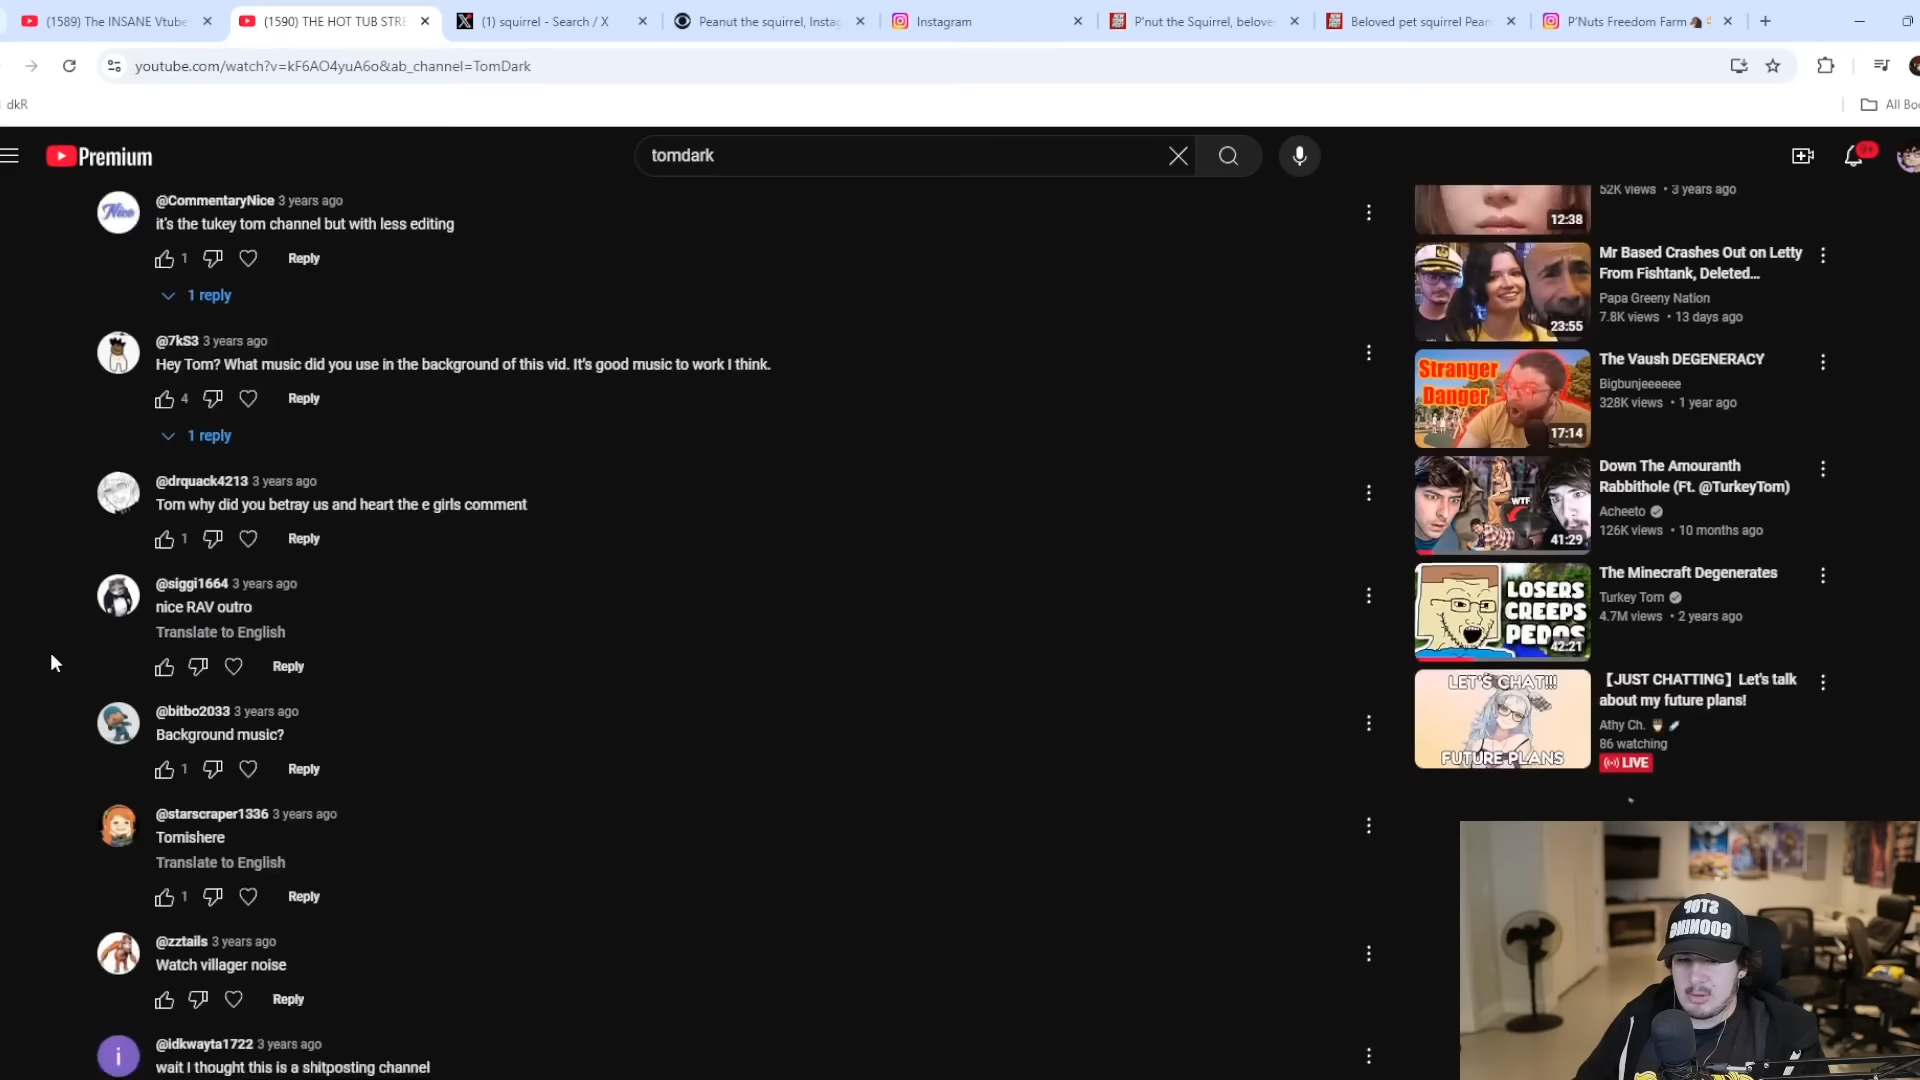 (1589) The INSANE Vtube
(1590) THE HOT TUB STRE
(1) squirrel - Search / X
Peanut the squirrel, Instag
Instagram
P'nut the Squirrel, belove
Beloved pet squirrel Pean
P'Nuts Freedom Farm
youtube.com/watch?v=kF6AO4yuA6o&ab_channel=TomDark
dkR
All Boo
Premium
tomdark
9+
@CommentaryNice 3 years ago
it's the tukey tom channel but with less editing
1
Reply
1 reply
@7kS3 3 years ago
Hey Tom? What music did you use in the background of this vid. It's good music to work I think.
4
Reply
1 reply
@drquack4213 3 years ago
Tom why did you betray us and heart the e girls comment
1
Reply
@siggi1664 3 years ago
nice RAV outro
Translate to English
Reply
@bitbo2033 3 years ago
Background music?
1
Reply
@starscraper1336 3 years ago
Tomishere
Translate to English
1
Reply
@zztails 3 years ago
Watch villager noise
Reply
@idkwayta1722 3 years ago
wait I thought this is a shitposting channel
Nice
i
52K views • 3 years ago
12:38
Mr Based Crashes Out on Letty
From Fishtank, Deleted...
Papa Greeny Nation
7.8K views • 13 days ago
23:55
The Vaush DEGENERACY
Bigbunjeeeeee
328K views • 1 year ago
Stranger
Danger
17:14
Down The Amouranth
Rabbithole (Ft. @TurkeyTom)
Acheeto
126K views • 10 months ago
WTF
41:29
The Minecraft Degenerates
Turkey Tom
4.7M views • 2 years ago
LOSERS
CREEPS
PEDOS
42:21
【JUST CHATTING】Let's talk
about my future plans!
Athy Ch.
86 watching
LIVE
LET'S CHAT!!!
FUTURE PLANS
STOP
GOONING